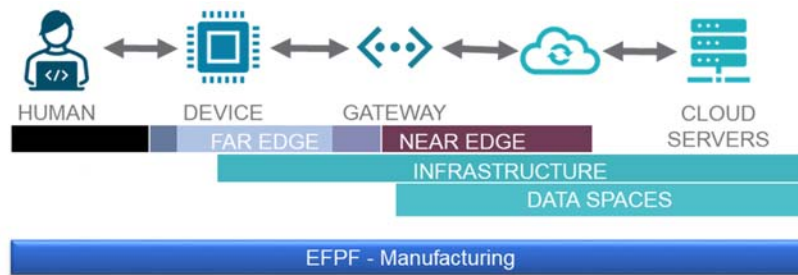 </>
HUMAN
DEVICE
GATEWAY
CLOUD
SERVERS
FAR EDGE
NEAR EDGE
INFRASTRUCTURE
DATA SPACES
EFPF - Manufacturing